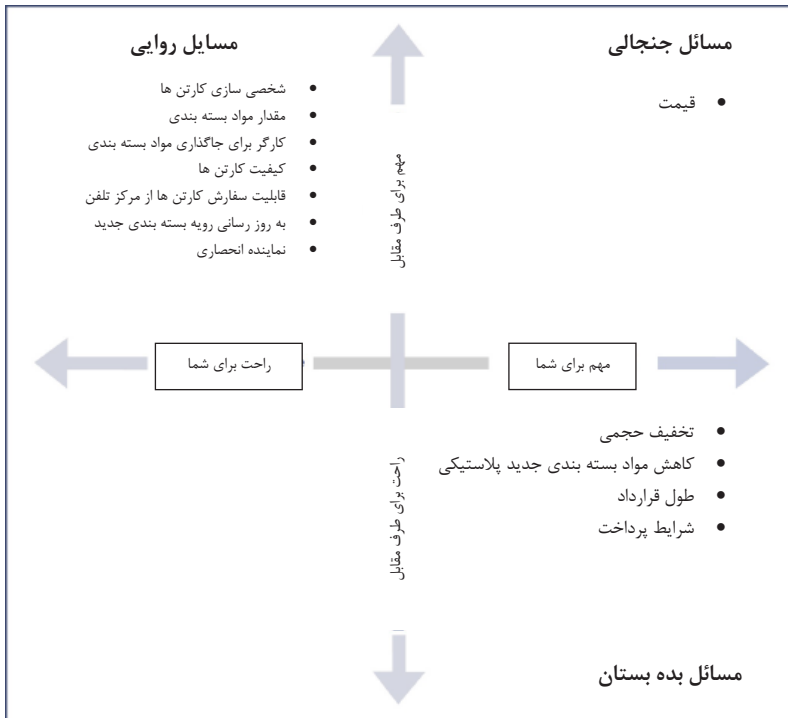 مسائل جنجالی
• قیمت
مسایل روایی
• شخصی سازی کارتن ها
• مقدار مواد بسته بندی
• کارگر برای جاگذاری مواد بسته بندی
• کیفیت کارتن ها
• قابلیت سفارش کارتن ها از مرکز تلفن
• به روز رسانی رویه بسته بندی جدید
• نماینده انحصاری
مهم برای طرف مقابل
مهم برای شما
راحت برای شما
راحت برای طرف مقابل
• تخفیف حجمی
• کاهش مواد بسته بندی جدید پلاستیکی
• طول قرارداد
• شرایط پرداخت
مسائل بده بستان